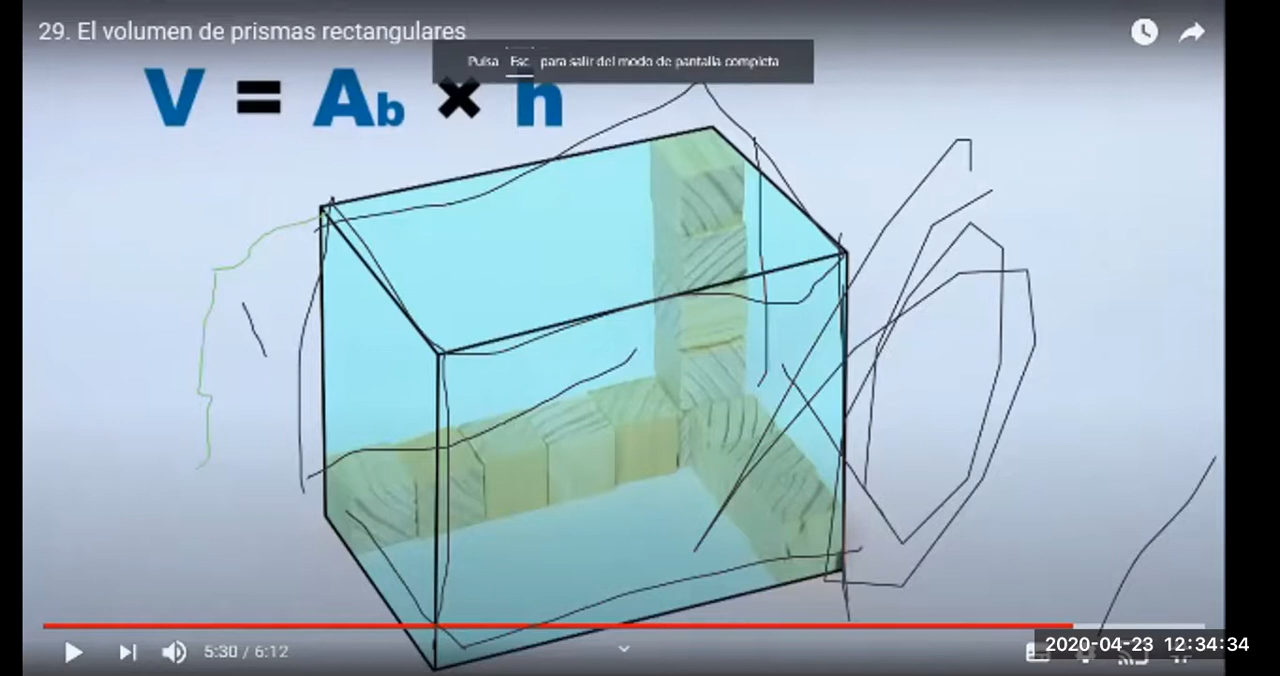 29. El volumen de prismas rectangulares
Pulsa Esc para salir del modo de pantalla completa
V = Ab × h
5:30 / 6:12
2020-04-23 12:34:34